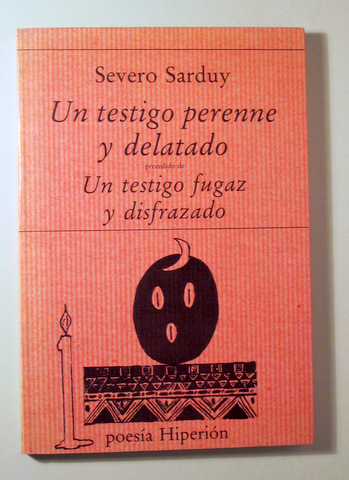 Severo Sarduy
Un testigo perenne
y delatado
precedido de
Un testigo fugaz
y disfrazado
poesía Hiperión